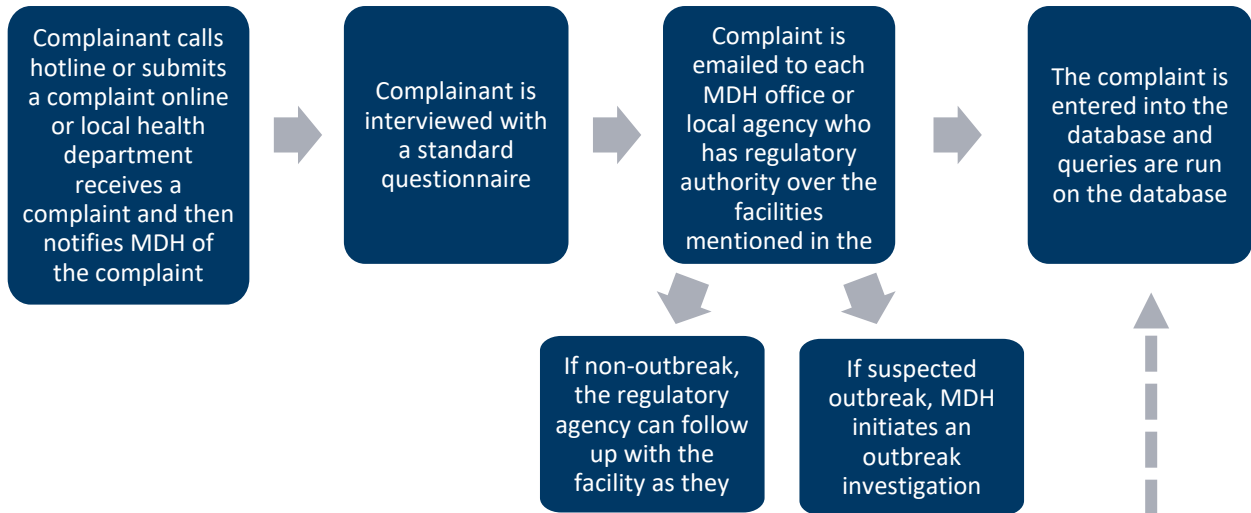 Complainant calls
hotline or submits
a complaint online
or local health
department
receives a
complaint and then
notifies MDH of
the complaint
Complainant is
interviewed with
a standard
questionnaire
Complaint is
emailed to each
MDH office or
local agency who
has regulatory
authority over the
facilities
mentioned in the
The complaint is
entered into the
database and
queries are run
on the database
If non-outbreak,
the regulatory
agency can follow
up with the
facility as they
If suspected
outbreak, MDH
initiates an
outbreak
investigation